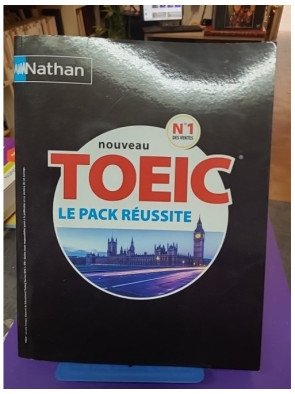 Nathan
N°1
DES VENTES
nouveau
TOEIC®
LE PACK RÉUSSITE